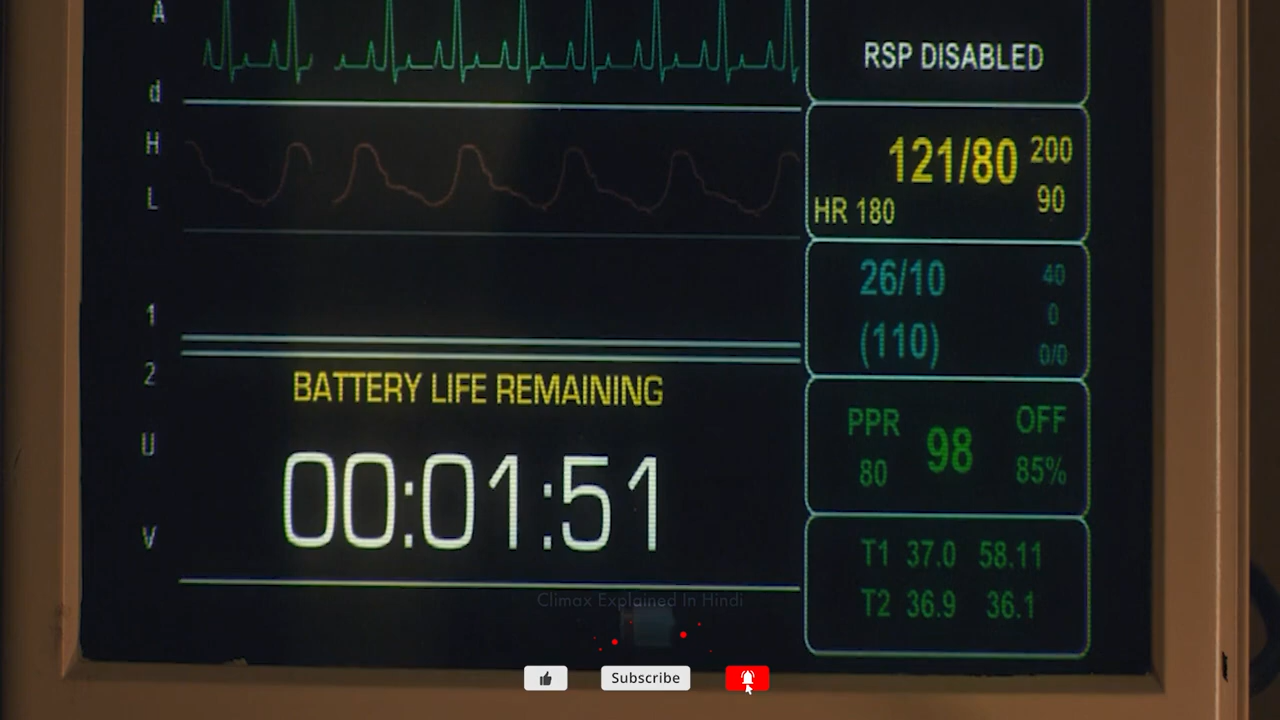 A
RSP DISABLED
d
H
121/80 200
L
HR 180 90
26/10 40
1
0
(110) 0/0
2
BATTERY LIFE REMAINING
PPR 98 OFF
U
80 85%
00:01:51
V
T1 37.0 58.11
T2 36.9 36.1
Climax Explained In Hindi
Subscribe